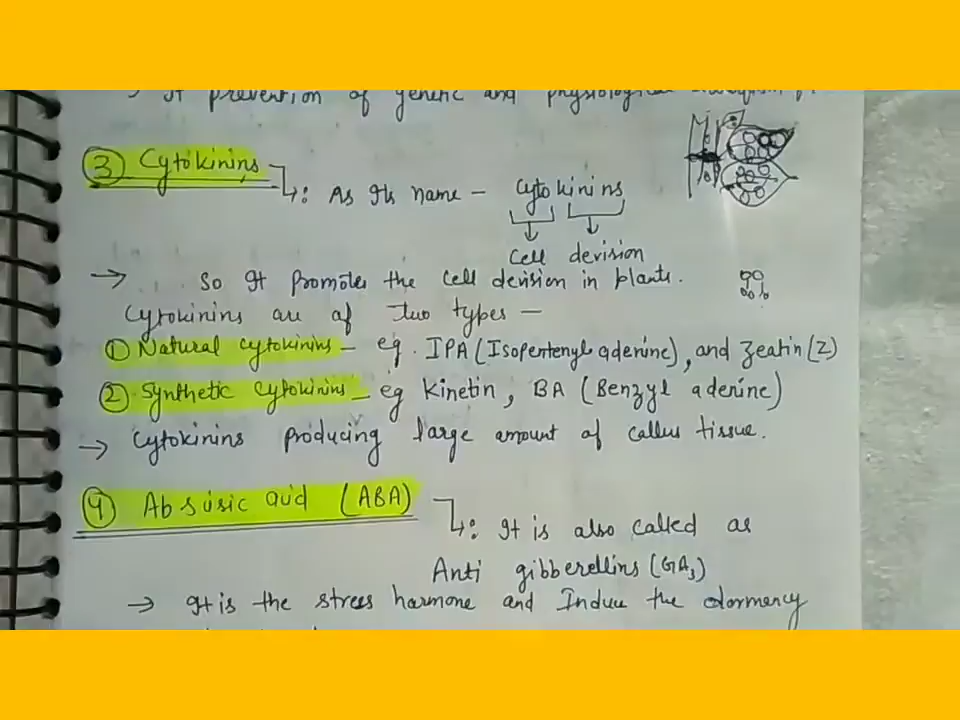 → It prevention of genetic and physiological
③ Cytokinins
↳: As Its name – Cytokinins
Cell devision
→ So It promotes the cell devision in plants.
Cytokinins are of two types –
① Natural cytokinins – eg. IPA (Isopentenyl adenine), and Zeatin (Z)
② Synthetic cytokinins – eg Kinetin, BA (Benzyl adenine)
→ Cytokinins producing large amount of callus tissue.
④ Absisic acid (ABA)
↳: It is also called as
Anti gibberellins (GA3)
→ It is the stress harmone and Induce the dormency